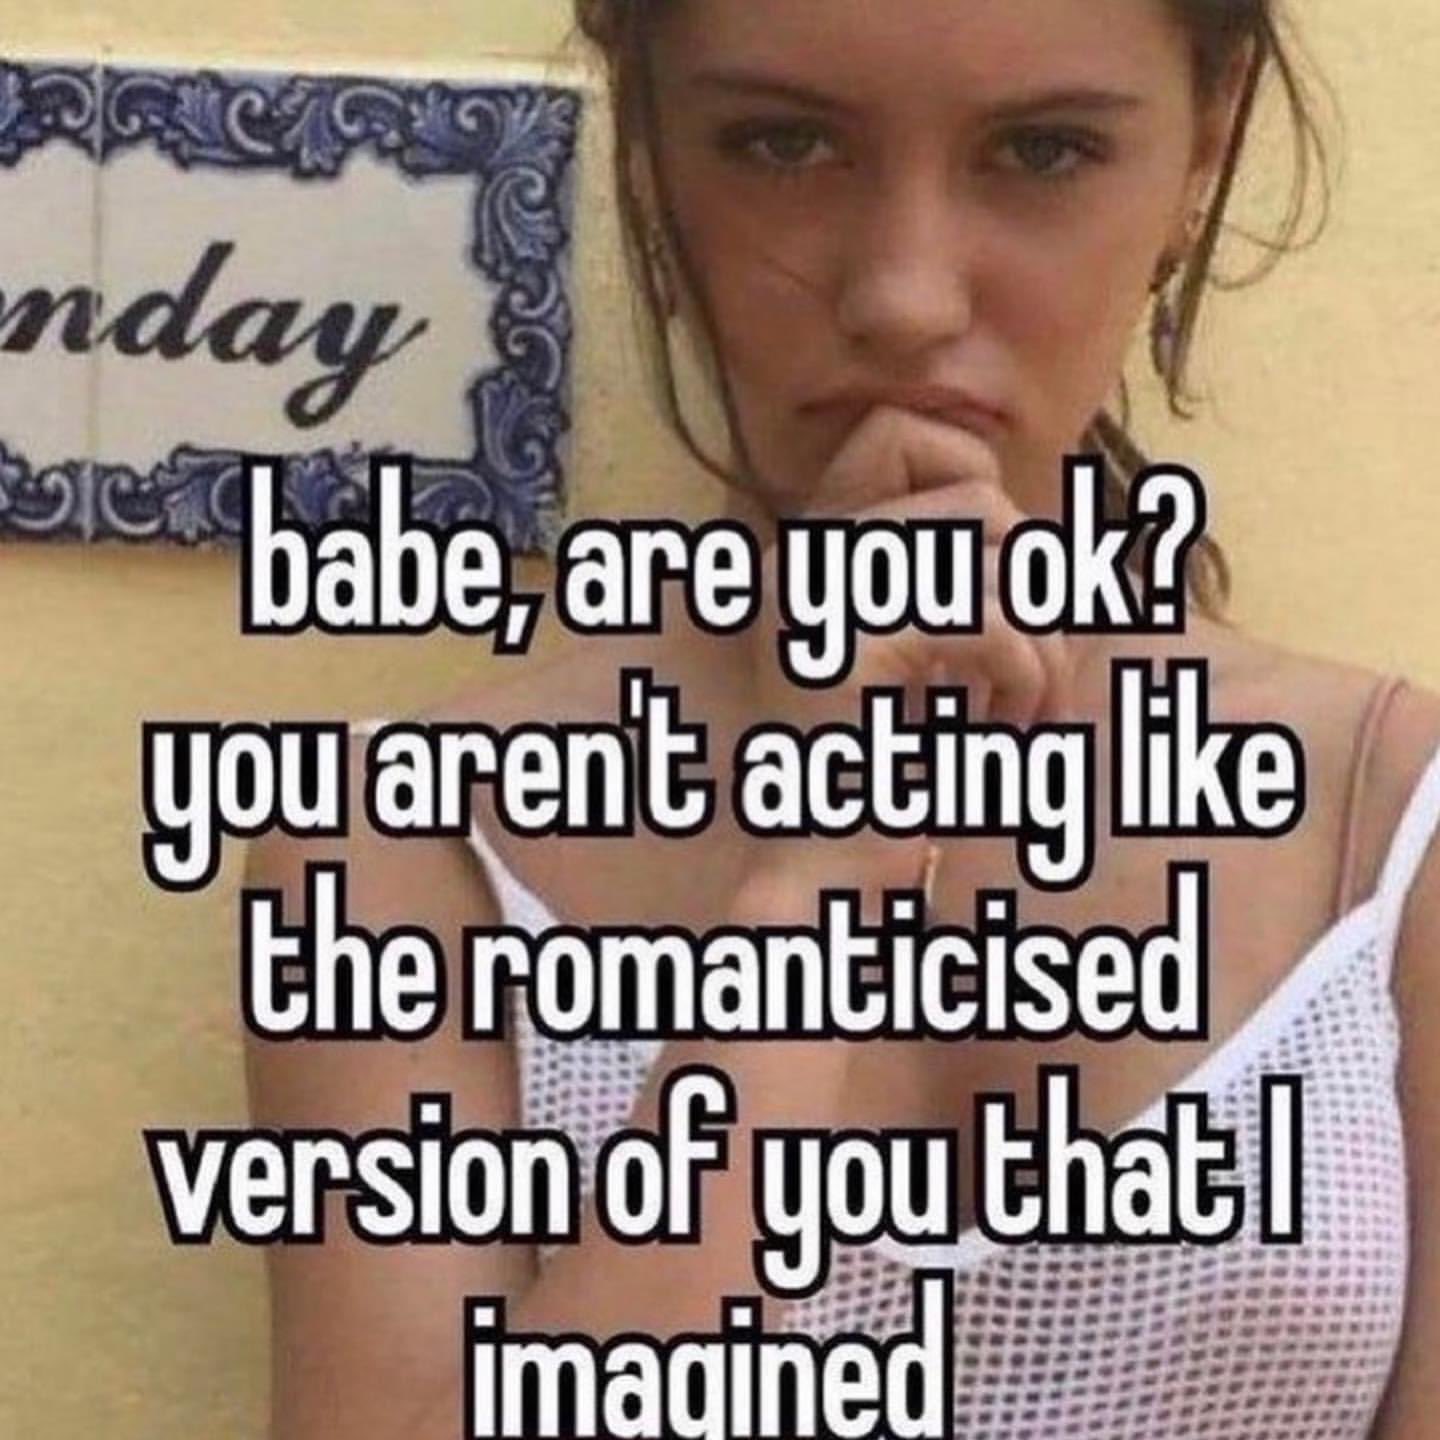 nday
babe, are you ok?
you aren't acting like
the romanticised
version of you that I
imagined